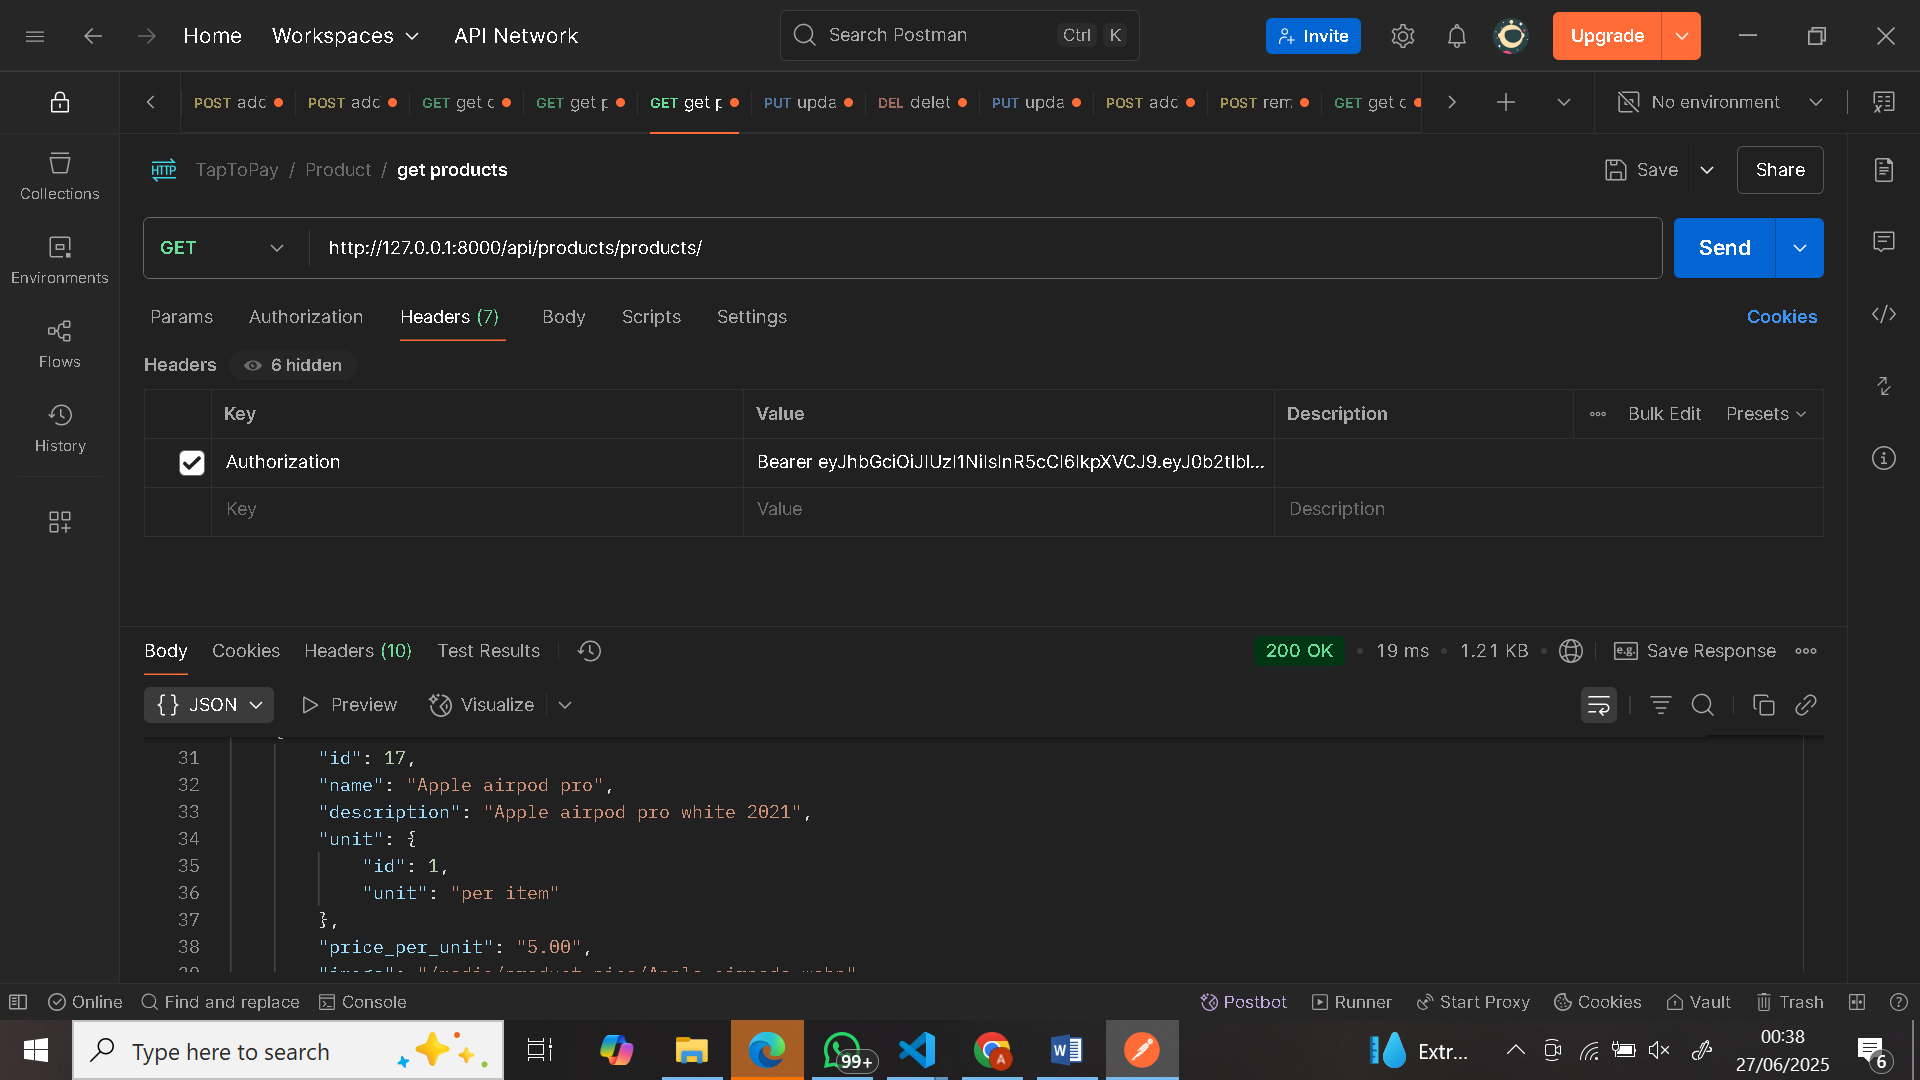 Home Workspaces API Network
Search Postman Ctrl K
Invite
Upgrade
POST adc POST adc GET get c GET get p GET get p PUT upda DEL delet PUT upda POST adc POST rem GET get c
No environment
HTTP TapToPay / Product / get products
Save Share
Collections
GET http://127.0.0.1:8000/api/products/products/ Send
Environments
Params Authorization Headers (7) Body Scripts Settings Cookies
Flows
Headers 6 hidden
Key Value Description Bulk Edit Presets
History
Authorization Bearer eyJhbGciOiJIUzI1NiIsInR5cCI6IkpXVCJ9.eyJ0b2tlbl...
Key Value Description
Body Cookies Headers (10) Test Results 200 OK 19 ms 1.21 KB e.g. Save Response
{} JSON Preview Visualize
31 "id": 17,
32 "name": "Apple airpod pro",
33 "description": "Apple airpod pro white 2021",
34 "unit": {
35 "id": 1,
36 "unit": "per item"
37 },
38 "price_per_unit": "5.00",
Online Find and replace Console Postbot Runner Start Proxy Cookies Vault Trash
Type here to search
99+
A
Extr...
00:38
27/06/2025
6